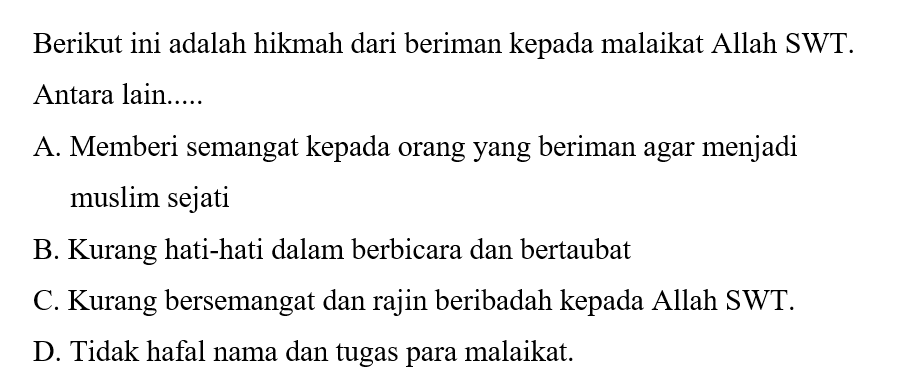 Berikut ini adalah hikmah dari beriman kepada malaikat Allah SWT.
Antara lain.....
A. Memberi semangat kepada orang yang beriman agar menjadi
muslim sejati
B. Kurang hati-hati dalam berbicara dan bertaubat
C. Kurang bersemangat dan rajin beribadah kepada Allah SWT.
D. Tidak hafal nama dan tugas para malaikat.